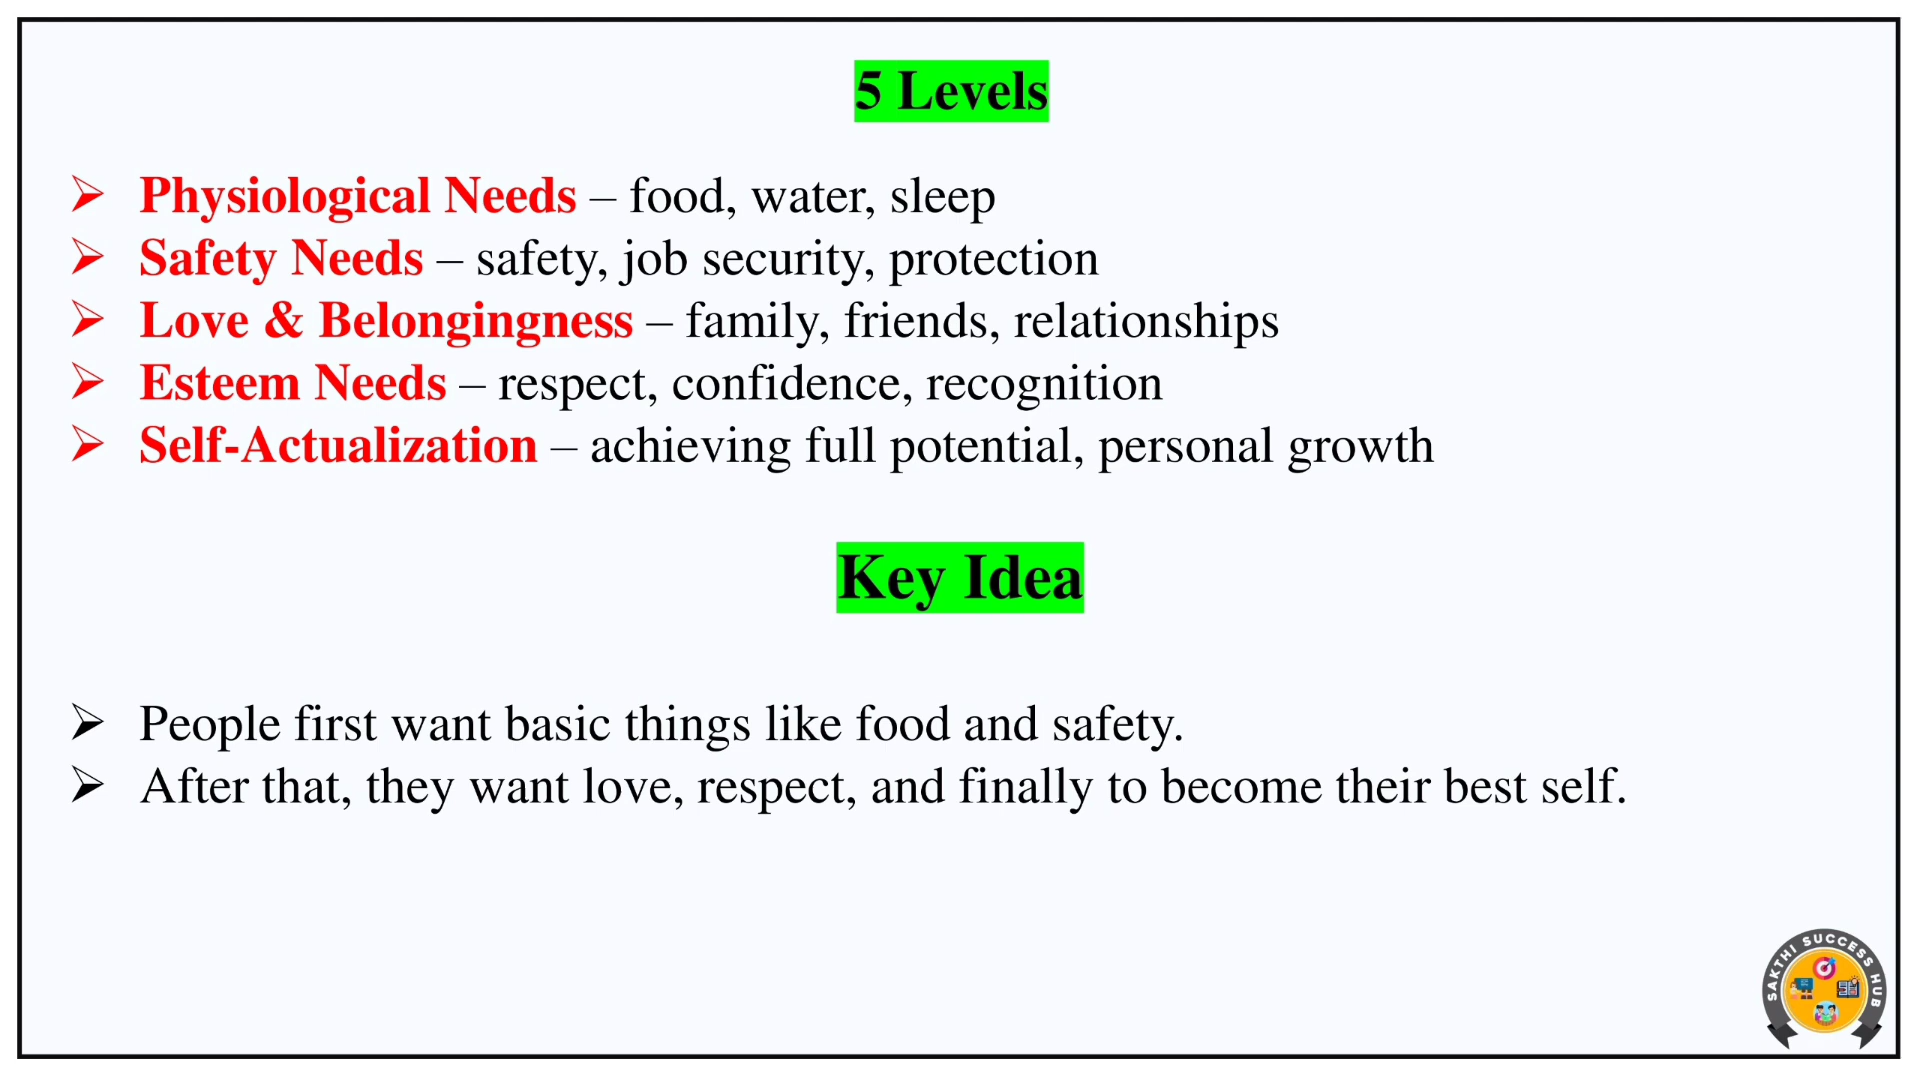 5 Levels
➢ Physiological Needs – food, water, sleep
➢ Safety Needs – safety, job security, protection
➢ Love & Belongingness – family, friends, relationships
➢ Esteem Needs – respect, confidence, recognition
➢ Self-Actualization – achieving full potential, personal growth
Key Idea
➢ People first want basic things like food and safety.
➢ After that, they want love, respect, and finally to become their best self.
SAKTHI SUCCESS HUB